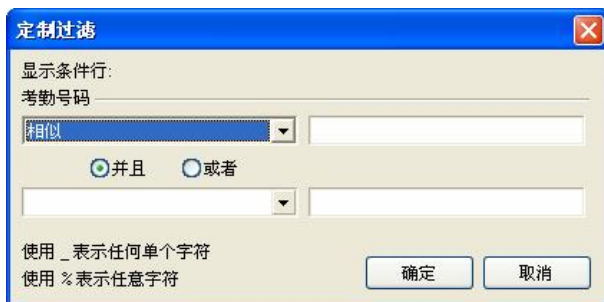 定制过滤
显示条件行:
考勤号码
相似
并且 或者
使用 _ 表示任何单个字符
使用 % 表示任意字符
确定 取消